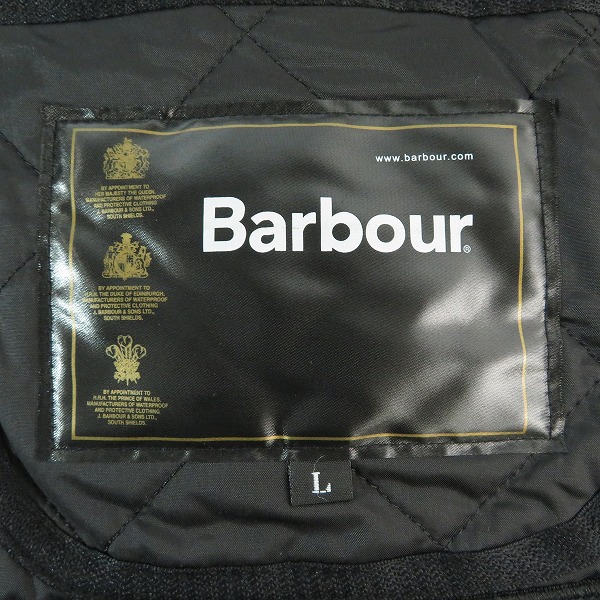 www.barbour.com
Barbour®
BY APPOINTMENT TO
HER MAJESTY THE QUEEN,
MANUFACTURERS OF WATERPROOF
AND PROTECTIVE CLOTHING
J. BARBOUR & SONS LTD.,
SOUTH SHIELDS.
BY APPOINTMENT TO
H.R.H. THE DUKE OF EDINBURGH,
MANUFACTURERS OF WATERPROOF
AND PROTECTIVE CLOTHING
J. BARBOUR & SONS LTD.,
SOUTH SHIELDS.
BY APPOINTMENT TO
H.R.H. THE PRINCE OF WALES,
MANUFACTURERS OF WATERPROOF
AND PROTECTIVE CLOTHING,
J. BARBOUR & SONS LTD.,
SOUTH SHIELDS.
L